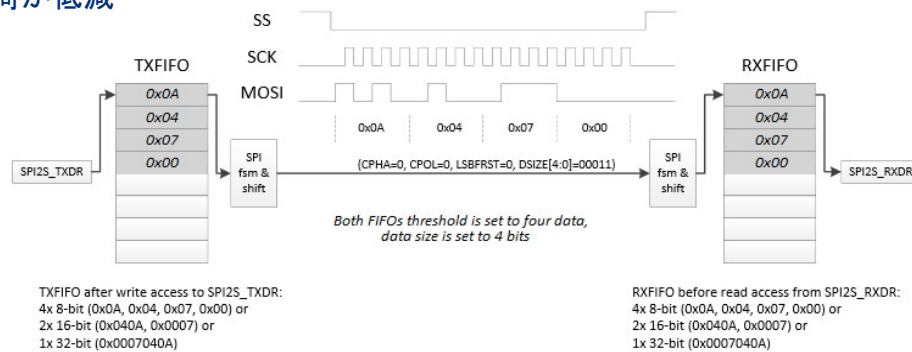 SS
SCK
MOSI
TXFIFO
0x0A
0x04
0x07
0x00
SPI2S_TXDR
SPI
fsm &
shift
0x0A 0x04 0x07 0x00
(CPHA=0, CPOL=0, LSBFRST=0, DSIZE[4:0]=00011)
Both FIFOs threshold is set to four data,
data size is set to 4 bits
RXFIFO
0x0A
0x04
0x07
0x00
SPI
fsm &
shift
SPI2S_RXDR
TXFIFO after write access to SPI2S_TXDR:
4x 8-bit (0x0A, 0x04, 0x07, 0x00) or
2x 16-bit (0x040A, 0x0007) or
1x 32-bit (0x0007040A)
RXFIFO before read access from SPI2S_RXDR:
4x 8-bit (0x0A, 0x04, 0x07, 0x00) or
2x 16-bit (0x040A, 0x0007) or
1x 32-bit (0x0007040A)